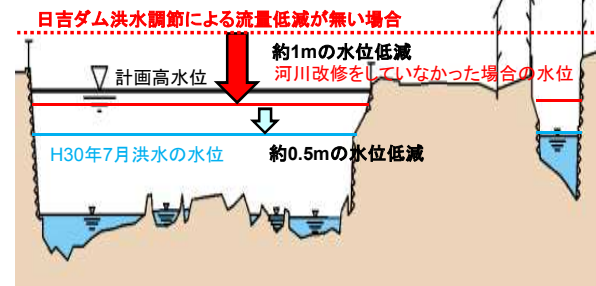 日吉ダム洪水調節による流量低減が無い場合
約1mの水位低減
計画高水位
河川改修をしていなかった場合の水位
H30年7月洪水の水位
約0.5mの水位低減